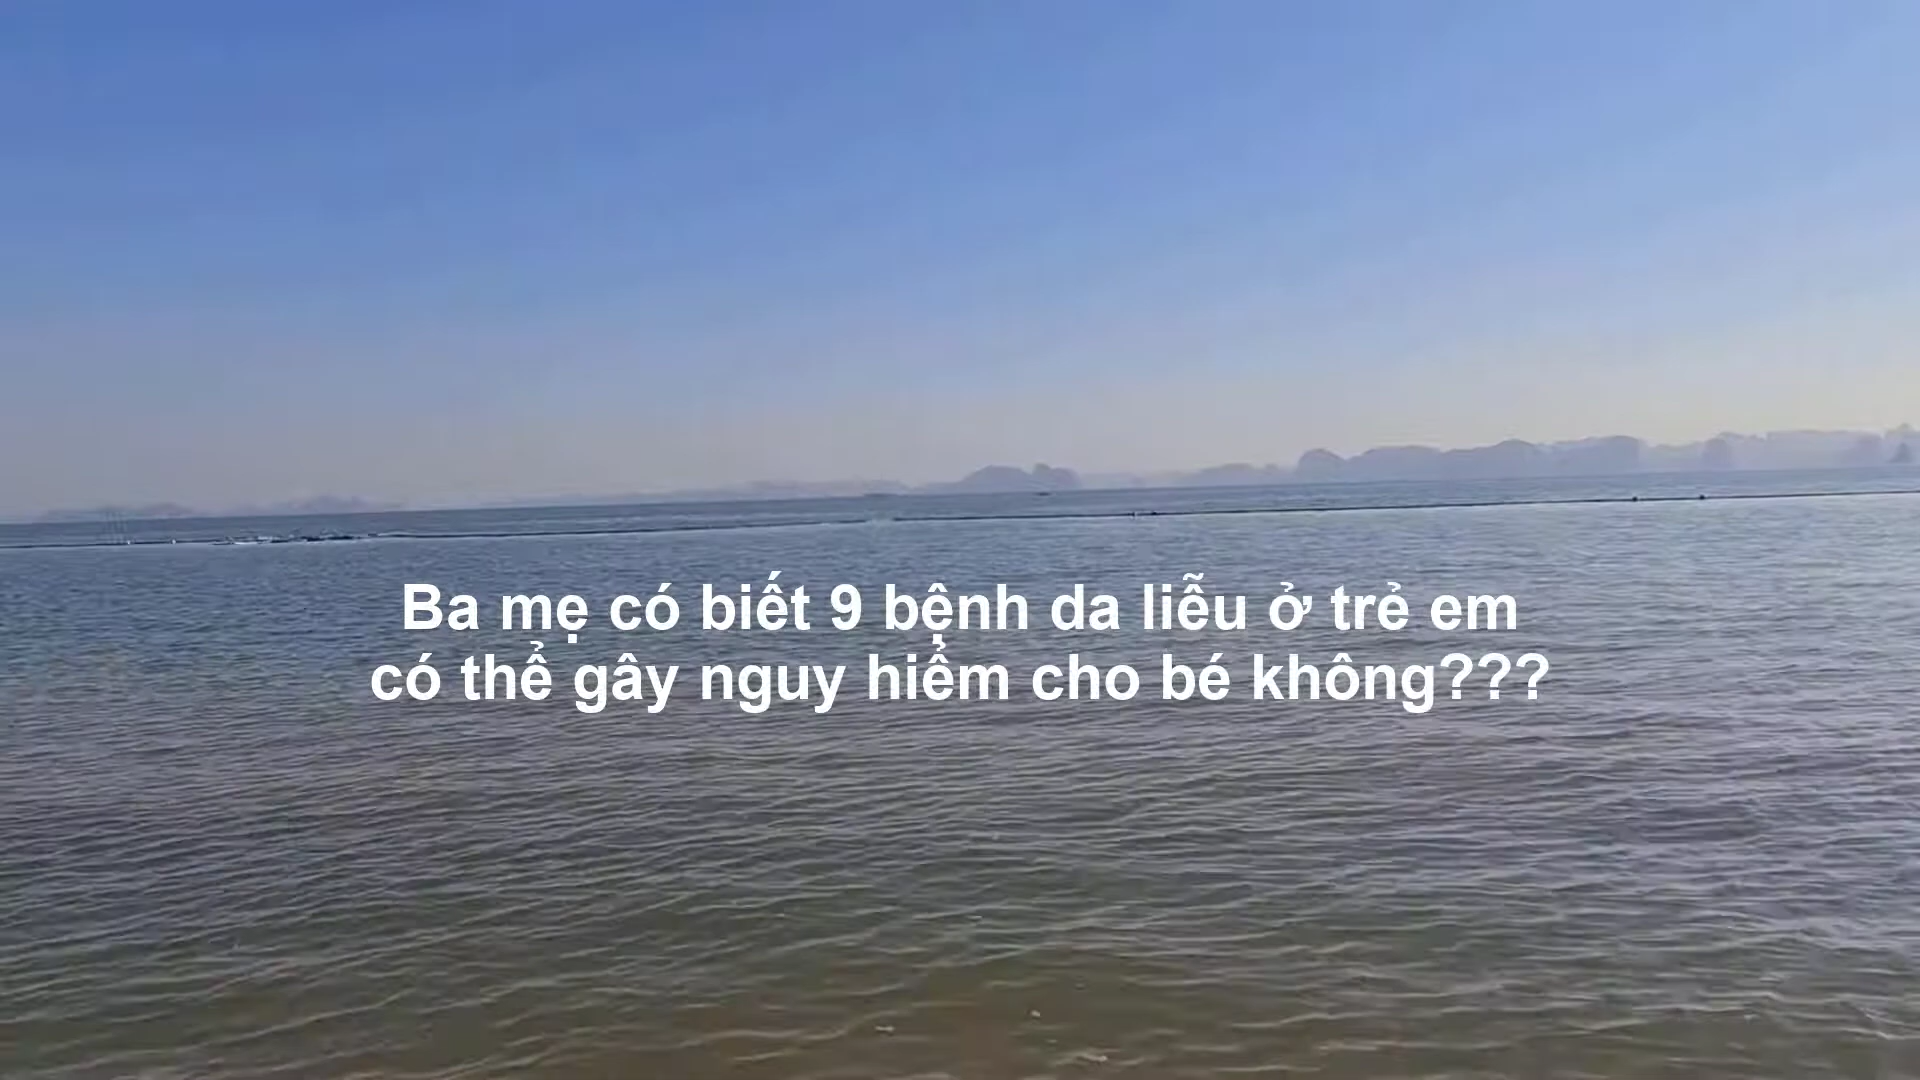 Ba mẹ có biết 9 bệnh da liễu ở trẻ em
có thể gây nguy hiểm cho bé không???